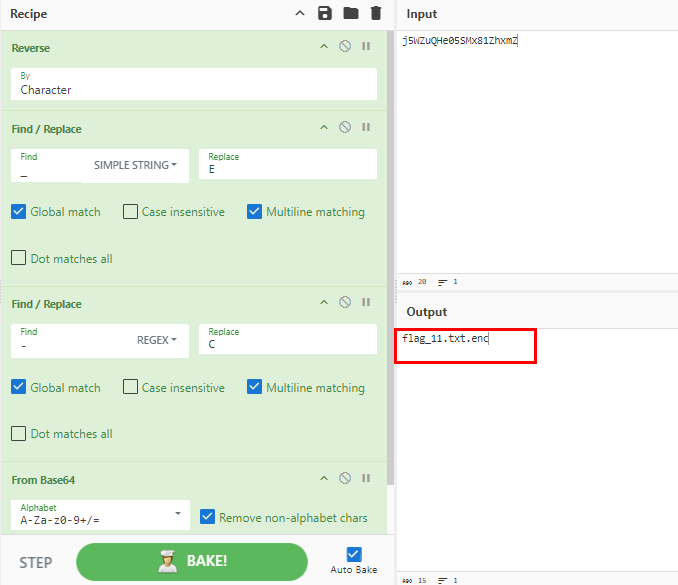 Recipe
Reverse
By
Character
Find / Replace
Find
_
SIMPLE STRING
Replace
E
Global match
Case insensitive
Multiline matching
Dot matches all
Find / Replace
Find
-
REGEX
Replace
C
Global match
Case insensitive
Multiline matching
Dot matches all
From Base64
Alphabet
A-Za-z0-9+/=
Remove non-alphabet chars
STEP
BAKE!
Auto Bake
Input
j5WZuQHe05SMx81ZhxmZ
ABC 20 1
Output
flag_11.txt.enc
ABC 15 1